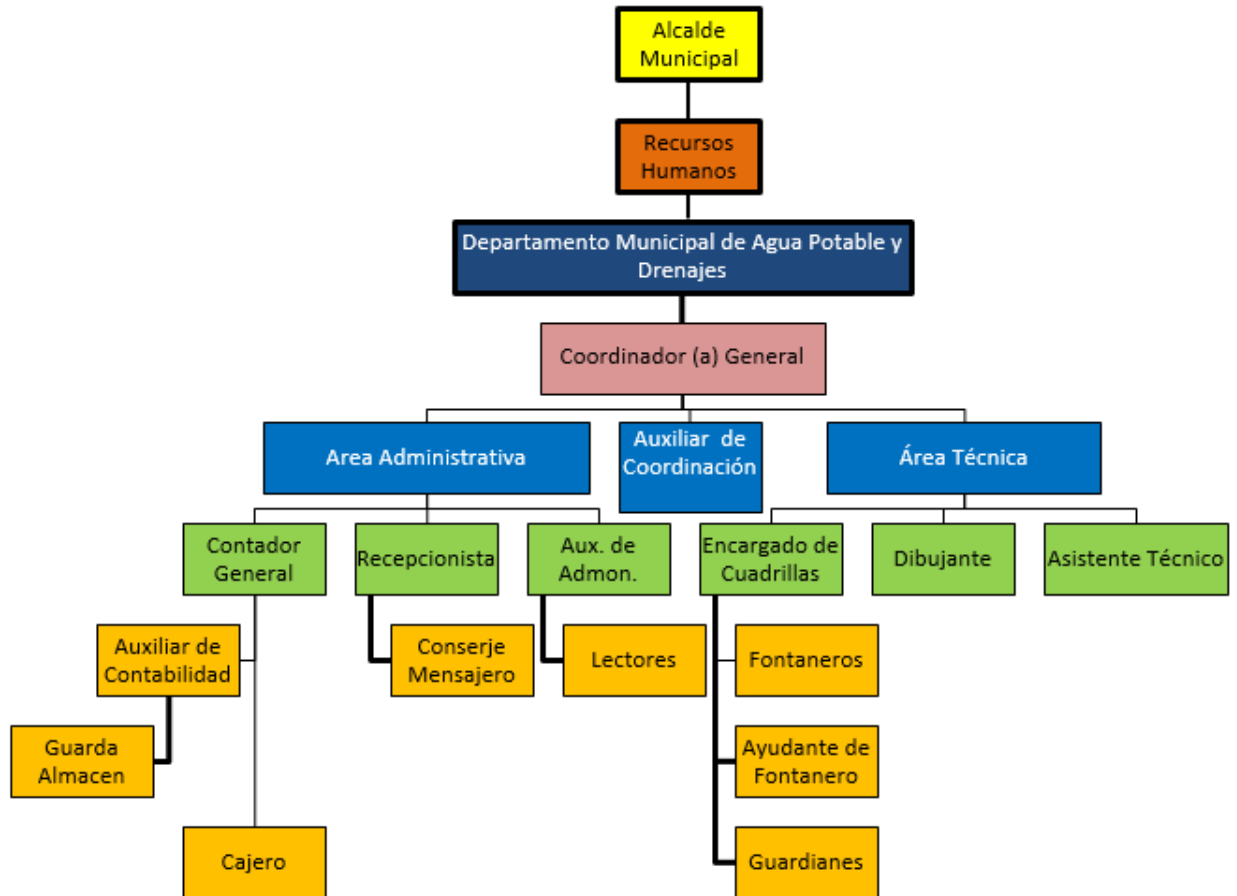 Alcalde
Municipal
Recursos
Humanos
Departamento Municipal de Agua Potable y
Drenajes
Coordinador (a) General
Area Administrativa
Auxiliar de
Coordinación
Área Técnica
Contador
General
Recepcionista
Aux. de
Admon.
Encargado de
Cuadrillas
Dibujante
Asistente Técnico
Auxiliar de
Contabilidad
Conserje
Mensajero
Lectores
Fontaneros
Guarda
Almacen
Ayudante de
Fontanero
Cajero
Guardianes